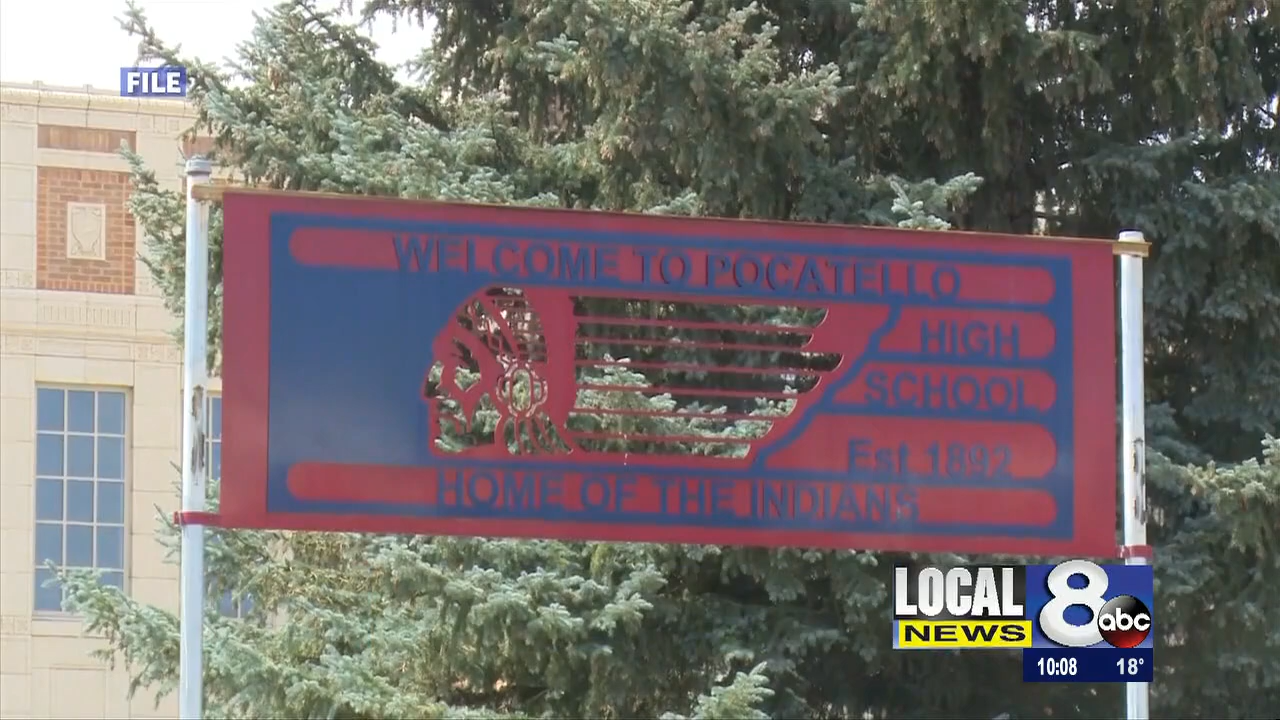 FILE
WELCOME TO POCATELLO
HIGH
SCHOOL
Est 1892
HOME OF THE INDIANS
LOCAL
NEWS
8
abc
10:08 18°